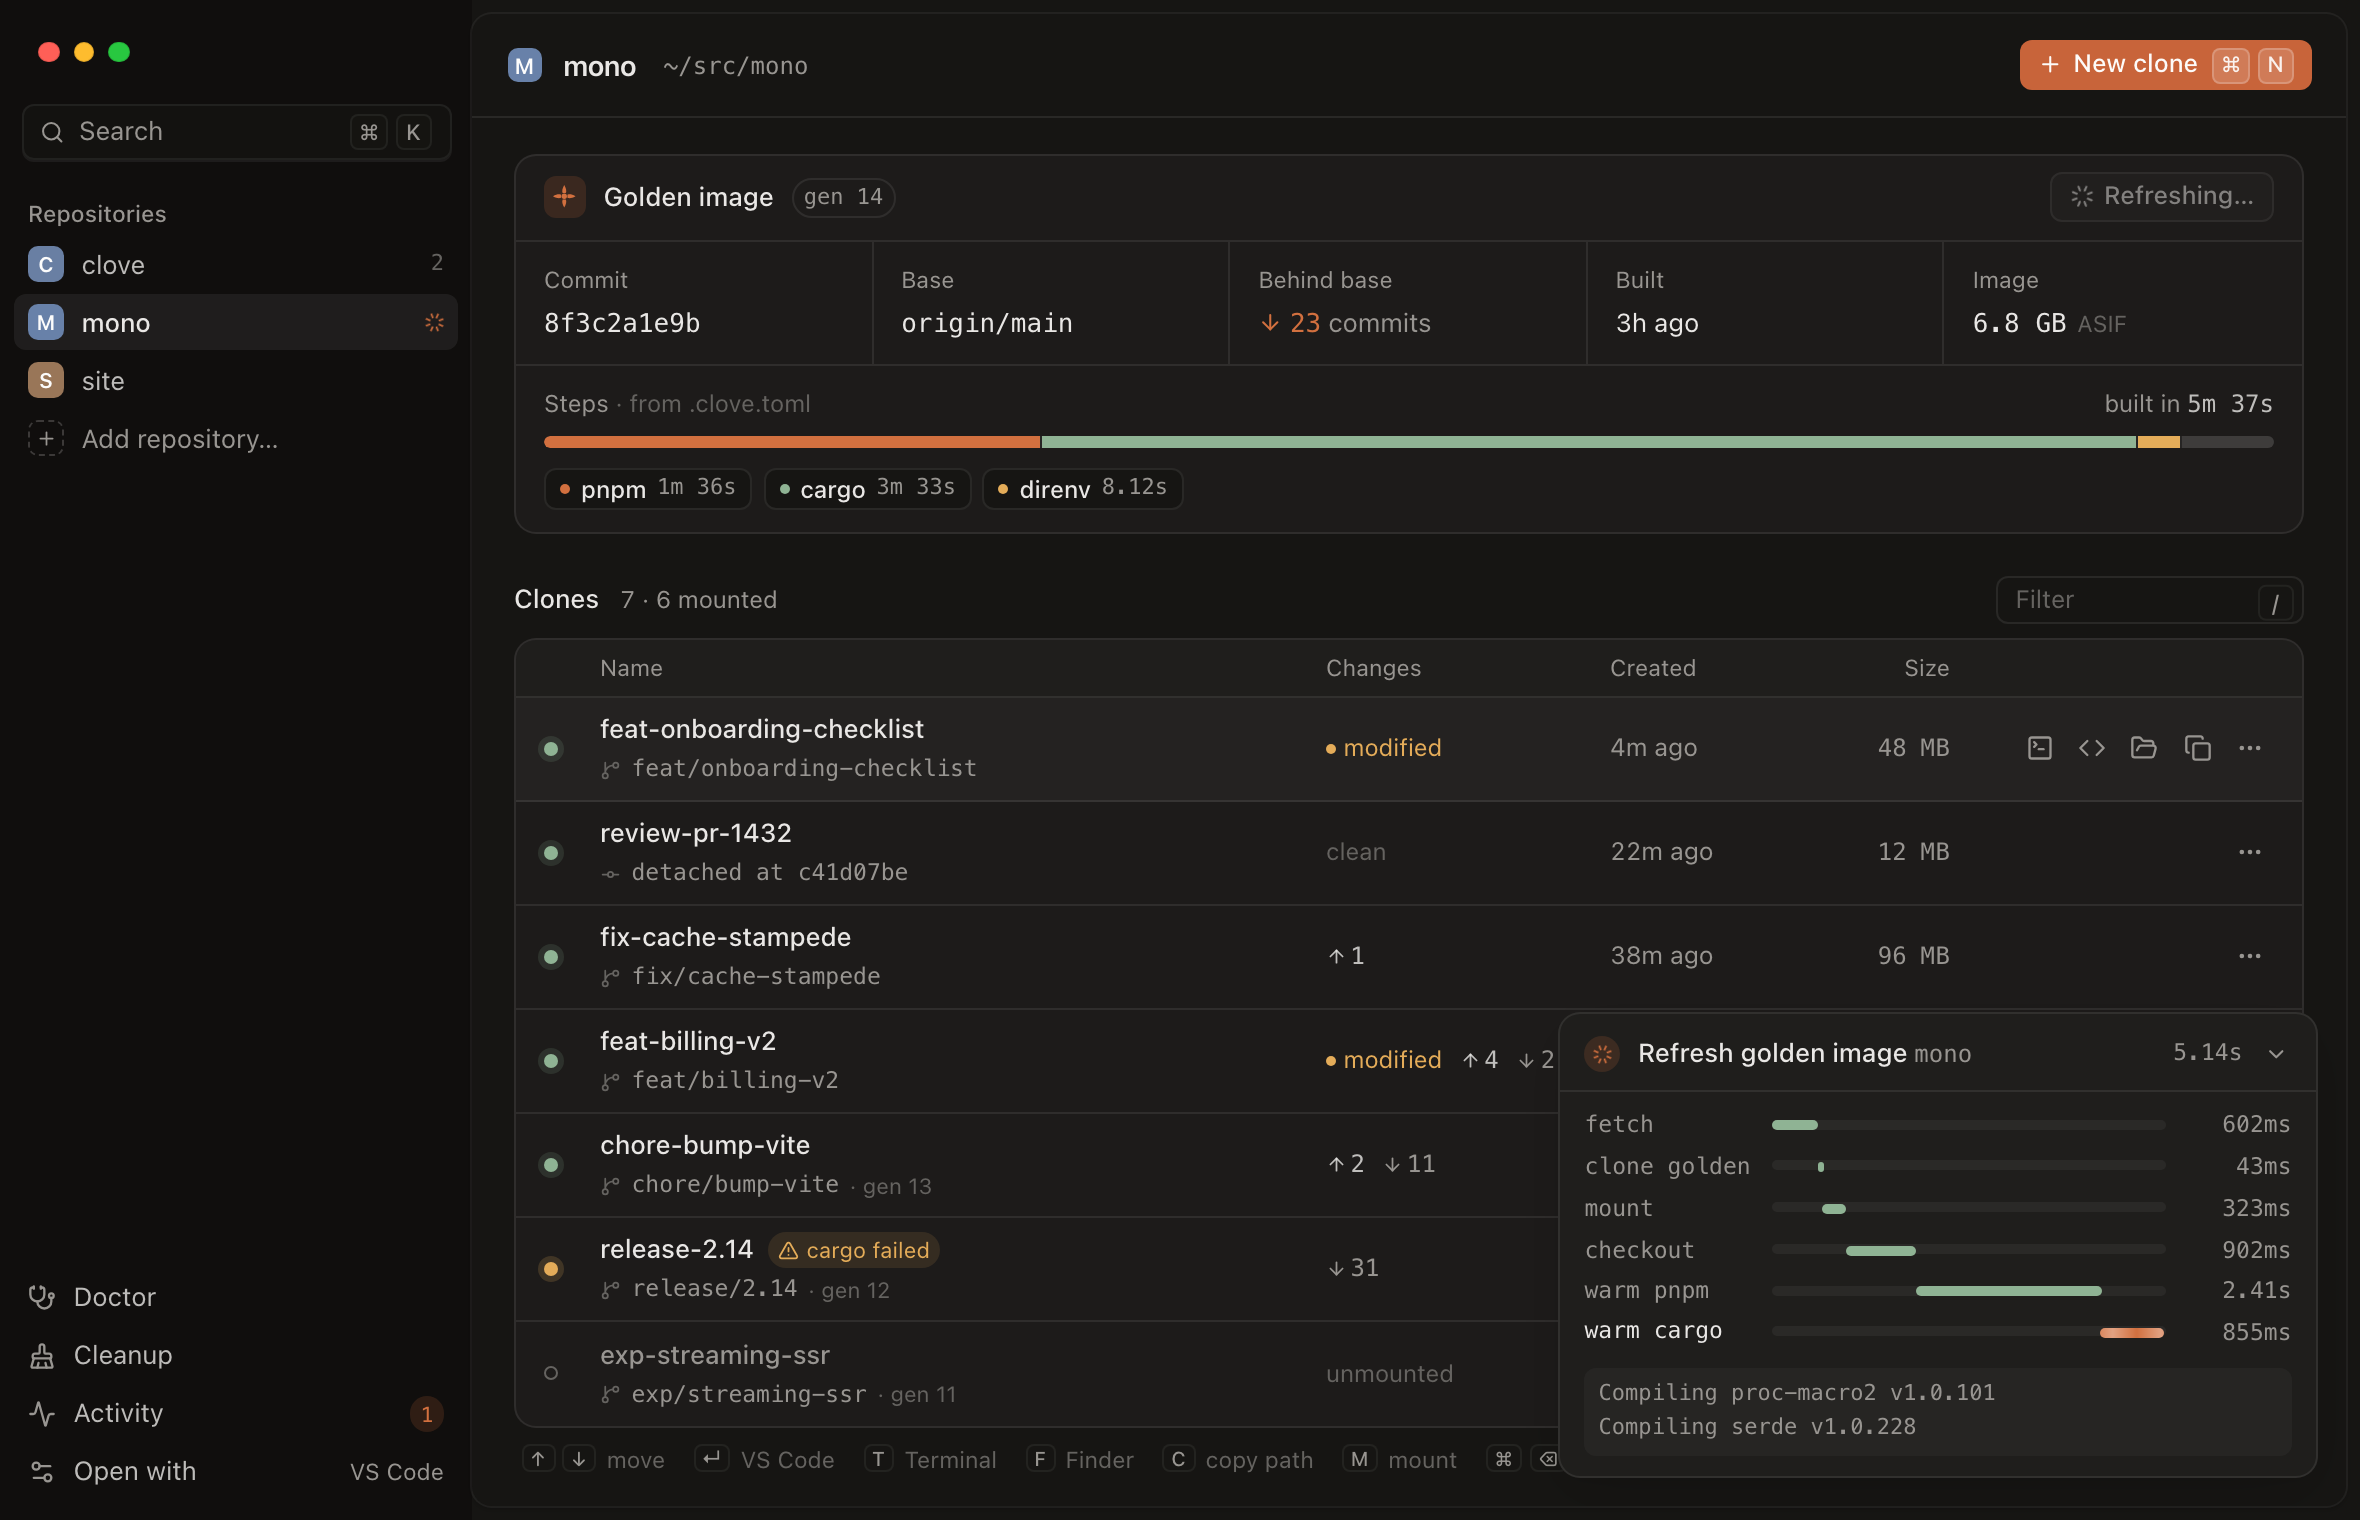 Search ⌘ K
Repositories
C clove 2
M mono
S site
+ Add repository...
Doctor
Cleanup
Activity 1
Open with VS Code
M mono ~/src/mono
+ New clone ⌘ N
Golden image gen 14 Refreshing...
Commit Base Behind base Built Image
8f3c2a1e9b origin/main ↓ 23 commits 3h ago 6.8 GB ASIF
Steps · from .clove.toml built in 5m 37s
pnpm 1m 36s cargo 3m 33s direnv 8.12s
Clones 7 · 6 mounted Filter /
Name Changes Created Size
feat-onboarding-checklist
feat/onboarding-checklist
modified 4m ago 48 MB
review-pr-1432
detached at c41d07be
clean 22m ago 12 MB
fix-cache-stampede
fix/cache-stampede
↑ 1 38m ago 96 MB
feat-billing-v2
feat/billing-v2
modified ↑ 4 ↓ 2
chore-bump-vite
chore/bump-vite · gen 13
↑ 2 ↓ 11
release-2.14 cargo failed
release/2.14 · gen 12
↓ 31
exp-streaming-ssr
exp/streaming-ssr · gen 11
unmounted
↑ ↓ move ↵ VS Code T Terminal F Finder C copy path M mount ⌘ ⌫
Refresh golden image mono 5.14s
fetch 602ms
clone golden 43ms
mount 323ms
checkout 902ms
warm pnpm 2.41s
warm cargo 855ms
Compiling proc-macro2 v1.0.101
Compiling serde v1.0.228